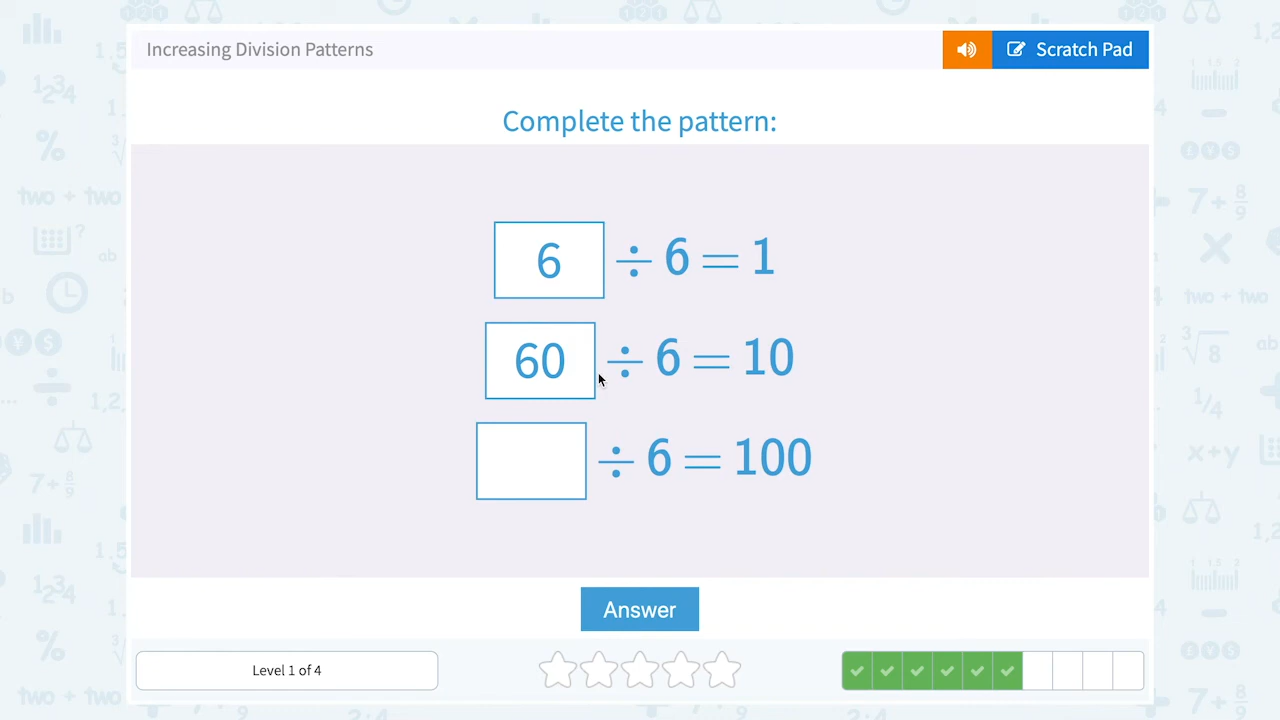 Increasing Division Patterns
Scratch Pad
Complete the pattern:
6 ÷ 6 = 1
60 ÷ 6 = 10
÷ 6 = 100
Answer
Level 1 of 4